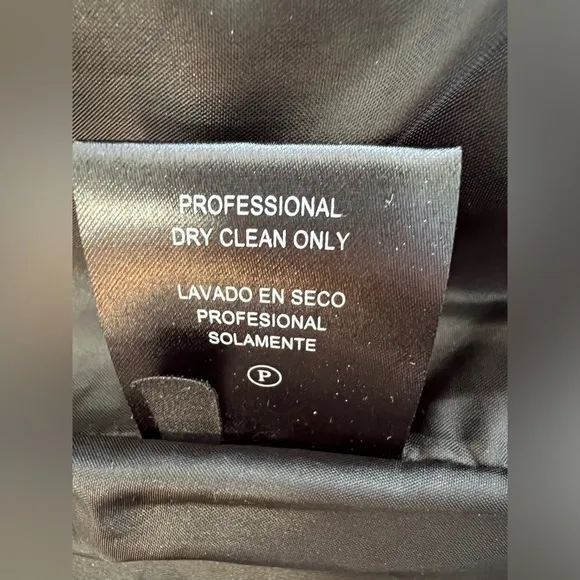 PROFESSIONAL
DRY CLEAN ONLY
LAVADO EN SECO
PROFESIONAL
SOLAMENTE
P